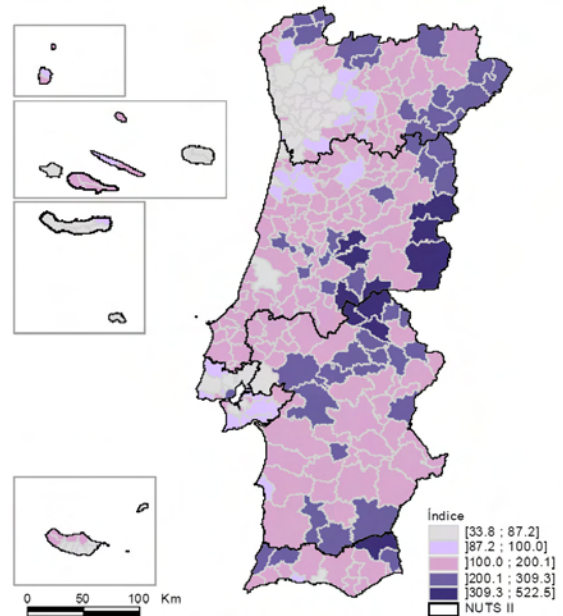 Índice
[33.8 ; 87.2]
]87.2 ; 100.0]
]100.0 ; 200.1]
]200.1 ; 309.3]
]309.3 ; 522.5]
NUTS II
0 50 100 Km